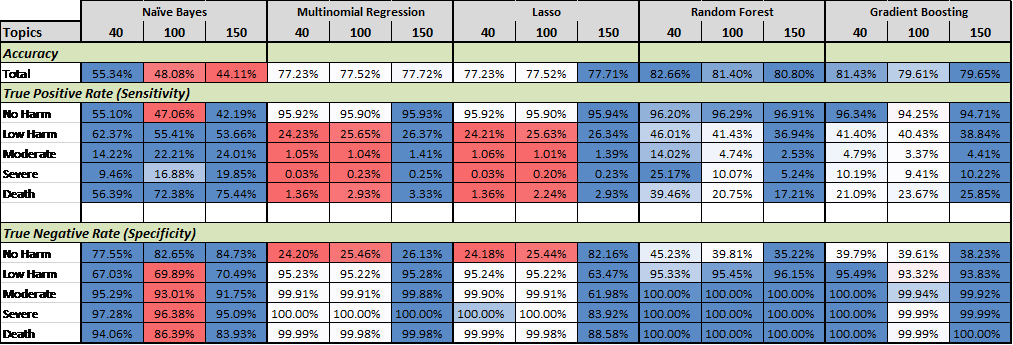 Naïve Bayes Multinomial Regression Lasso Random Forest Gradient Boosting
Topics 40 100 150 40 100 150 40 100 150 40 100 150 40 100 150
Accuracy
Total 55.34% 48.08% 44.11% 77.23% 77.52% 77.72% 77.23% 77.52% 77.71% 82.66% 81.40% 80.80% 81.43% 79.61% 79.65%
True Positive Rate (Sensitivity)
No Harm 55.10% 47.06% 42.19% 95.92% 95.90% 95.93% 95.92% 95.90% 95.94% 96.20% 96.29% 96.91% 96.34% 94.25% 94.71%
Low Harm 62.37% 55.41% 53.66% 24.23% 25.65% 26.37% 24.21% 25.63% 26.34% 46.01% 41.43% 36.94% 41.40% 40.43% 38.84%
Moderate 14.22% 22.21% 24.01% 1.05% 1.04% 1.41% 1.06% 1.01% 1.39% 14.02% 4.74% 2.53% 4.79% 3.37% 4.41%
Severe 9.46% 16.88% 19.85% 0.03% 0.23% 0.25% 0.03% 0.20% 0.23% 25.17% 10.07% 5.24% 10.19% 9.41% 10.22%
Death 56.39% 72.38% 75.44% 1.36% 2.93% 3.33% 1.36% 2.24% 2.93% 39.46% 20.75% 17.21% 21.09% 23.67% 25.85%
True Negative Rate (Specificity)
No Harm 77.55% 82.65% 84.73% 24.20% 25.46% 26.13% 24.18% 25.44% 82.16% 45.23% 39.81% 35.22% 39.79% 39.61% 38.23%
Low Harm 67.03% 69.89% 70.49% 95.23% 95.22% 95.28% 95.24% 95.22% 63.47% 95.33% 95.45% 96.15% 95.49% 93.32% 93.83%
Moderate 95.29% 93.01% 91.75% 99.91% 99.91% 99.88% 99.90% 99.91% 61.98% 100.00% 100.00% 100.00% 100.00% 99.94% 99.92%
Severe 97.28% 96.38% 95.09% 100.00% 100.00% 100.00% 100.00% 100.00% 83.92% 100.00% 100.00% 100.00% 100.00% 99.99% 99.99%
Death 94.06% 86.39% 83.93% 99.99% 99.98% 99.98% 99.99% 99.98% 88.58% 100.00% 100.00% 100.00% 100.00% 99.99% 100.00%